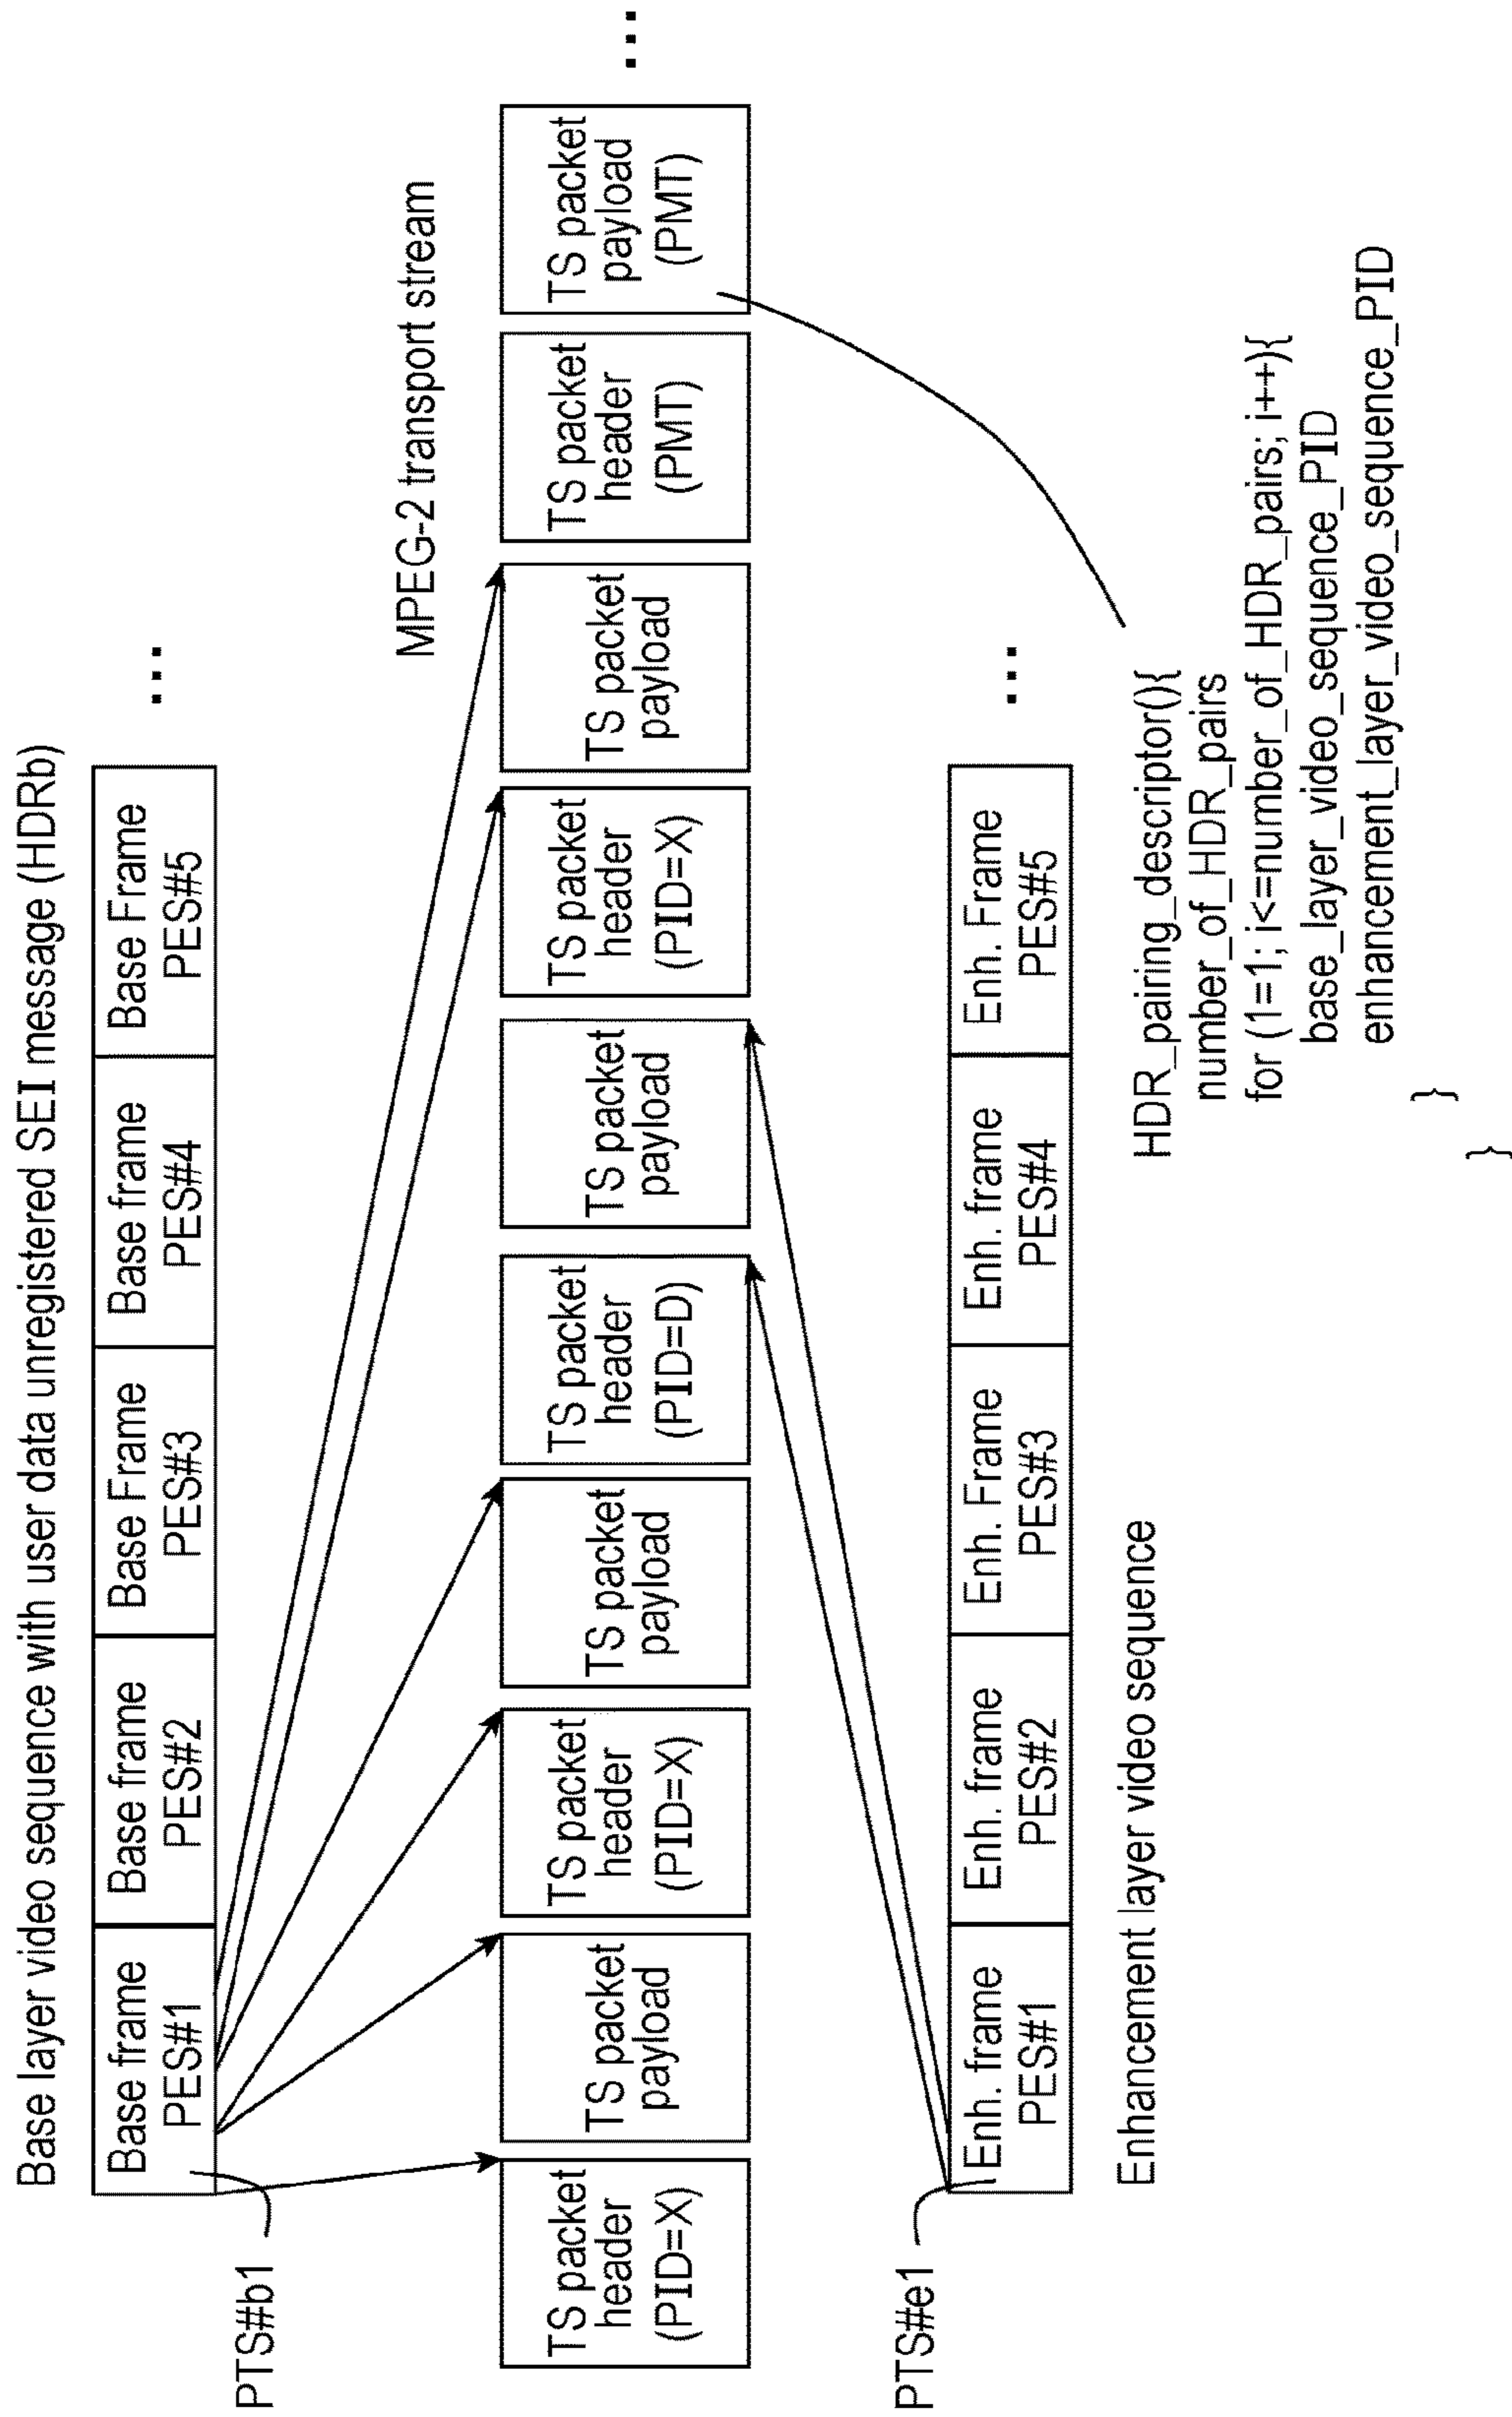 Base layer video sequence with user data unregistered SEI message (HDRb)
Base frame
PES#1
Base frame
PES#2
Base Frame
PES#3
Base frame
PES#4
Base Frame
PES#5
...
PTS#b1
MPEG-2 transport stream
TS packet
header
(PID=X)
TS packet
payload
TS packet
header
(PID=X)
TS packet
payload
TS packet
header
(PID=D)
TS packet
payload
TS packet
header
(PID=X)
TS packet
payload
TS packet
header
(PMT)
TS packet
payload
(PMT)
...
PTS#e1
Enh. frame
PES#1
Enh. frame
PES#2
Enh. Frame
PES#3
Enh. frame
PES#4
Enh. Frame
PES#5
...
Enhancement layer video sequence
HDR_pairing_descriptor(){
number_of_HDR_pairs
for (1=1; i<=number_of_HDR_pairs; i++){
base_layer_video_sequence_PID
enhancement_layer_video_sequence_PID
}
}